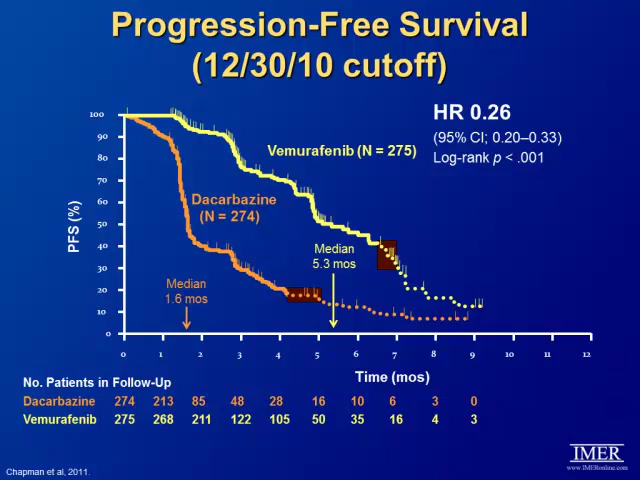 Progression-Free Survival
(12/30/10 cutoff)
HR 0.26
(95% CI; 0.20–0.33)
Log-rank p < .001
Vemurafenib (N = 275)
Dacarbazine
(N = 274)
Median
5.3 mos
Median
1.6 mos
PFS (%)
100
90
80
70
60
50
40
30
20
10
0
0 1 2 3 4 5 6 7 8 9 10 11 12
Time (mos)
No. Patients in Follow-Up
Dacarbazine 274 213 85 48 28 16 10 6 3 0
Vemurafenib 275 268 211 122 105 50 35 16 4 3
Chapman et al, 2011.
IMER
www.IMERonline.com